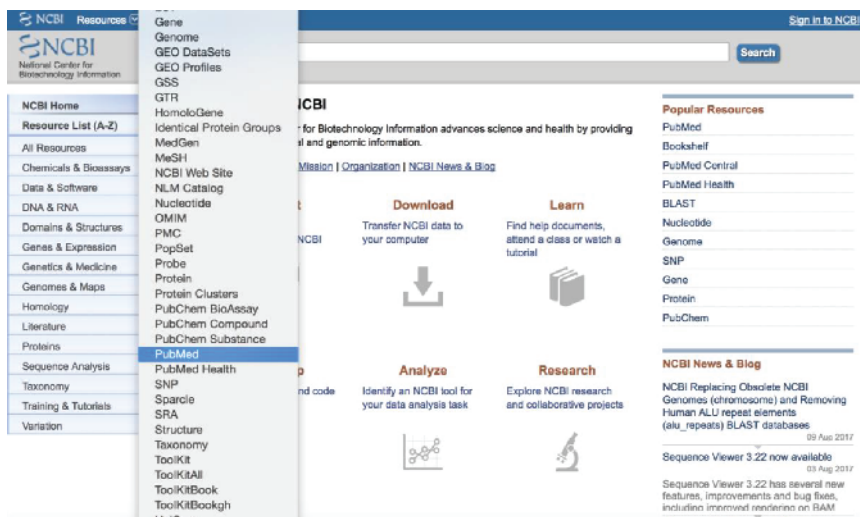 NCBI Resources
Sign in to NCBI
NCBI
National Center for
Biotechnology Information
Search
NCBI Home
Resource List (A-Z)
All Resources
Chemicals & Bioassays
Data & Software
DNA & RNA
Domains & Structures
Genes & Expression
Genetics & Medicine
Genomes & Maps
Homology
Literature
Proteins
Sequence Analysis
Taxonomy
Training & Tutorials
Variation
Gene
Genome
GEO DataSets
GEO Profiles
GSS
GTR
HomoloGene
Identical Protein Groups
MedGen
MeSH
NCBI Web Site
NLM Catalog
Nucleotide
OMIM
PMC
PopSet
Probe
Protein
Protein Clusters
PubChem BioAssay
PubChem Compound
PubChem Substance
PubMed
PubMed Health
SNP
Sparcle
SRA
Structure
Taxonomy
ToolKit
ToolKitAll
ToolKitBook
ToolKitBookgh
NCBI
for Biotechnology Information advances science and health by providing
and genomic information.
Mission | Organization | NCBI News & Blog
NCBI
Download
Transfer NCBI data to
your computer
Learn
Find help documents,
attend a class or watch a
tutorial
and code
Analyze
Identify an NCBI tool for
your data analysis task
Research
Explore NCBI research
and collaborative projects
Popular Resources
PubMed
Bookshelf
PubMed Central
PubMed Health
BLAST
Nucleotide
Genome
SNP
Gene
Protein
PubChem
NCBI News & Blog
NCBI Replacing Obsolete NCBI
Genomes (chromosome) and Removing
Human ALU repeat elements
(alu_repeats) BLAST databases
09 Aug 2017
Sequence Viewer 3.22 now available
03 Aug 2017
Sequence Viewer 3.22 has several new
features, improvements and bug fixes,
including improved rendering on BAM